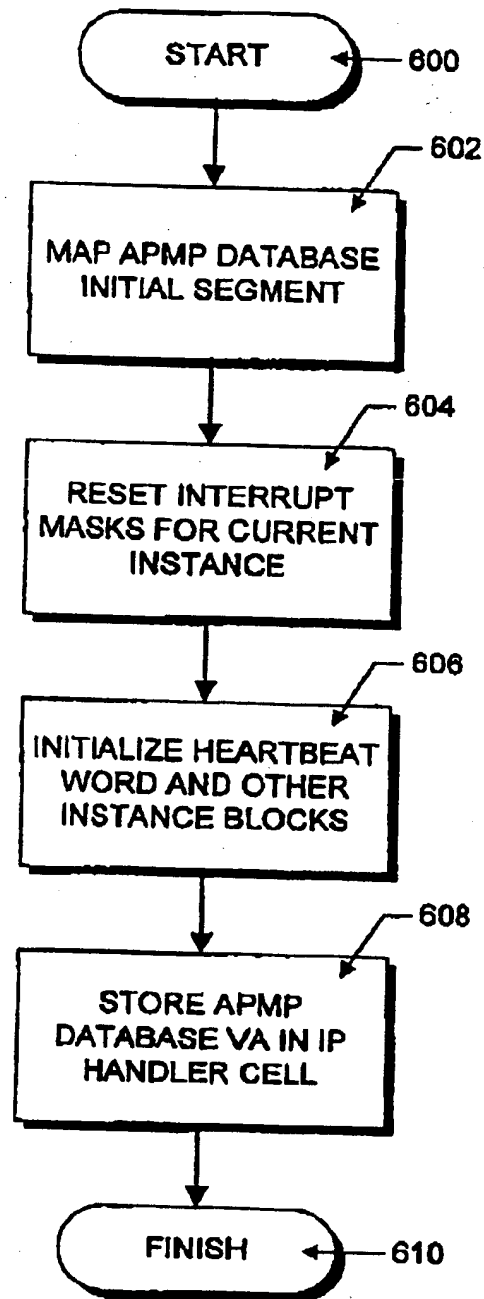 START
600
602
MAP APMP DATABASE
INITIAL SEGMENT
604
RESET INTERRUPT
MASKS FOR CURRENT
INSTANCE
606
INITIALIZE HEARTBEAT
WORD AND OTHER
INSTANCE BLOCKS
608
STORE APMP
DATABASE VA IN IP
HANDLER CELL
FINISH
610